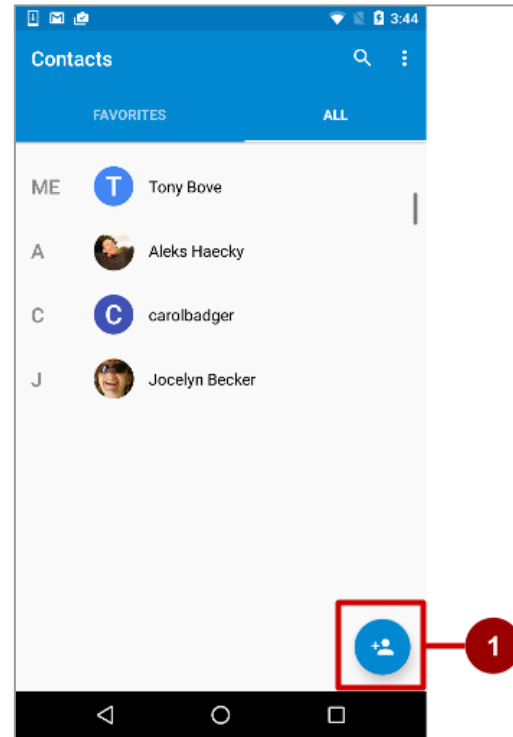 3:44
Contacts
FAVORITES ALL
ME T Tony Bove
A Aleks Haecky
C C carolbadger
J Jocelyn Becker
1